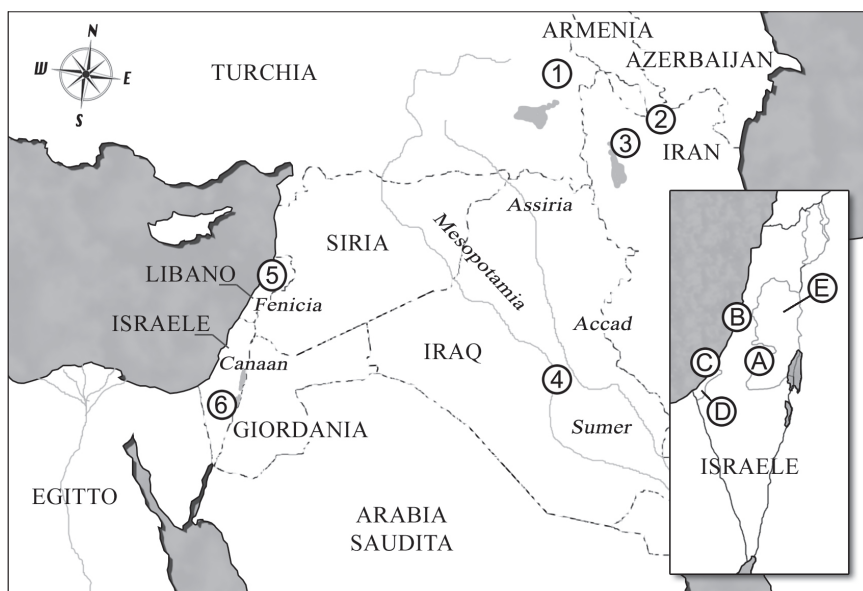 N
W
E
S
ARMENIA
AZERBAIJAN
TURCHIA
1
2
3
IRAN
Assiria
SIRIA
Mesopotamia
LIBANO
5
Fenicia
ISRAELE
Accad
Canaan
IRAQ
4
6
GIORDANIA
Sumer
EGITTO
ARABIA
SAUDITA
E
B
C
A
D
ISRAELE